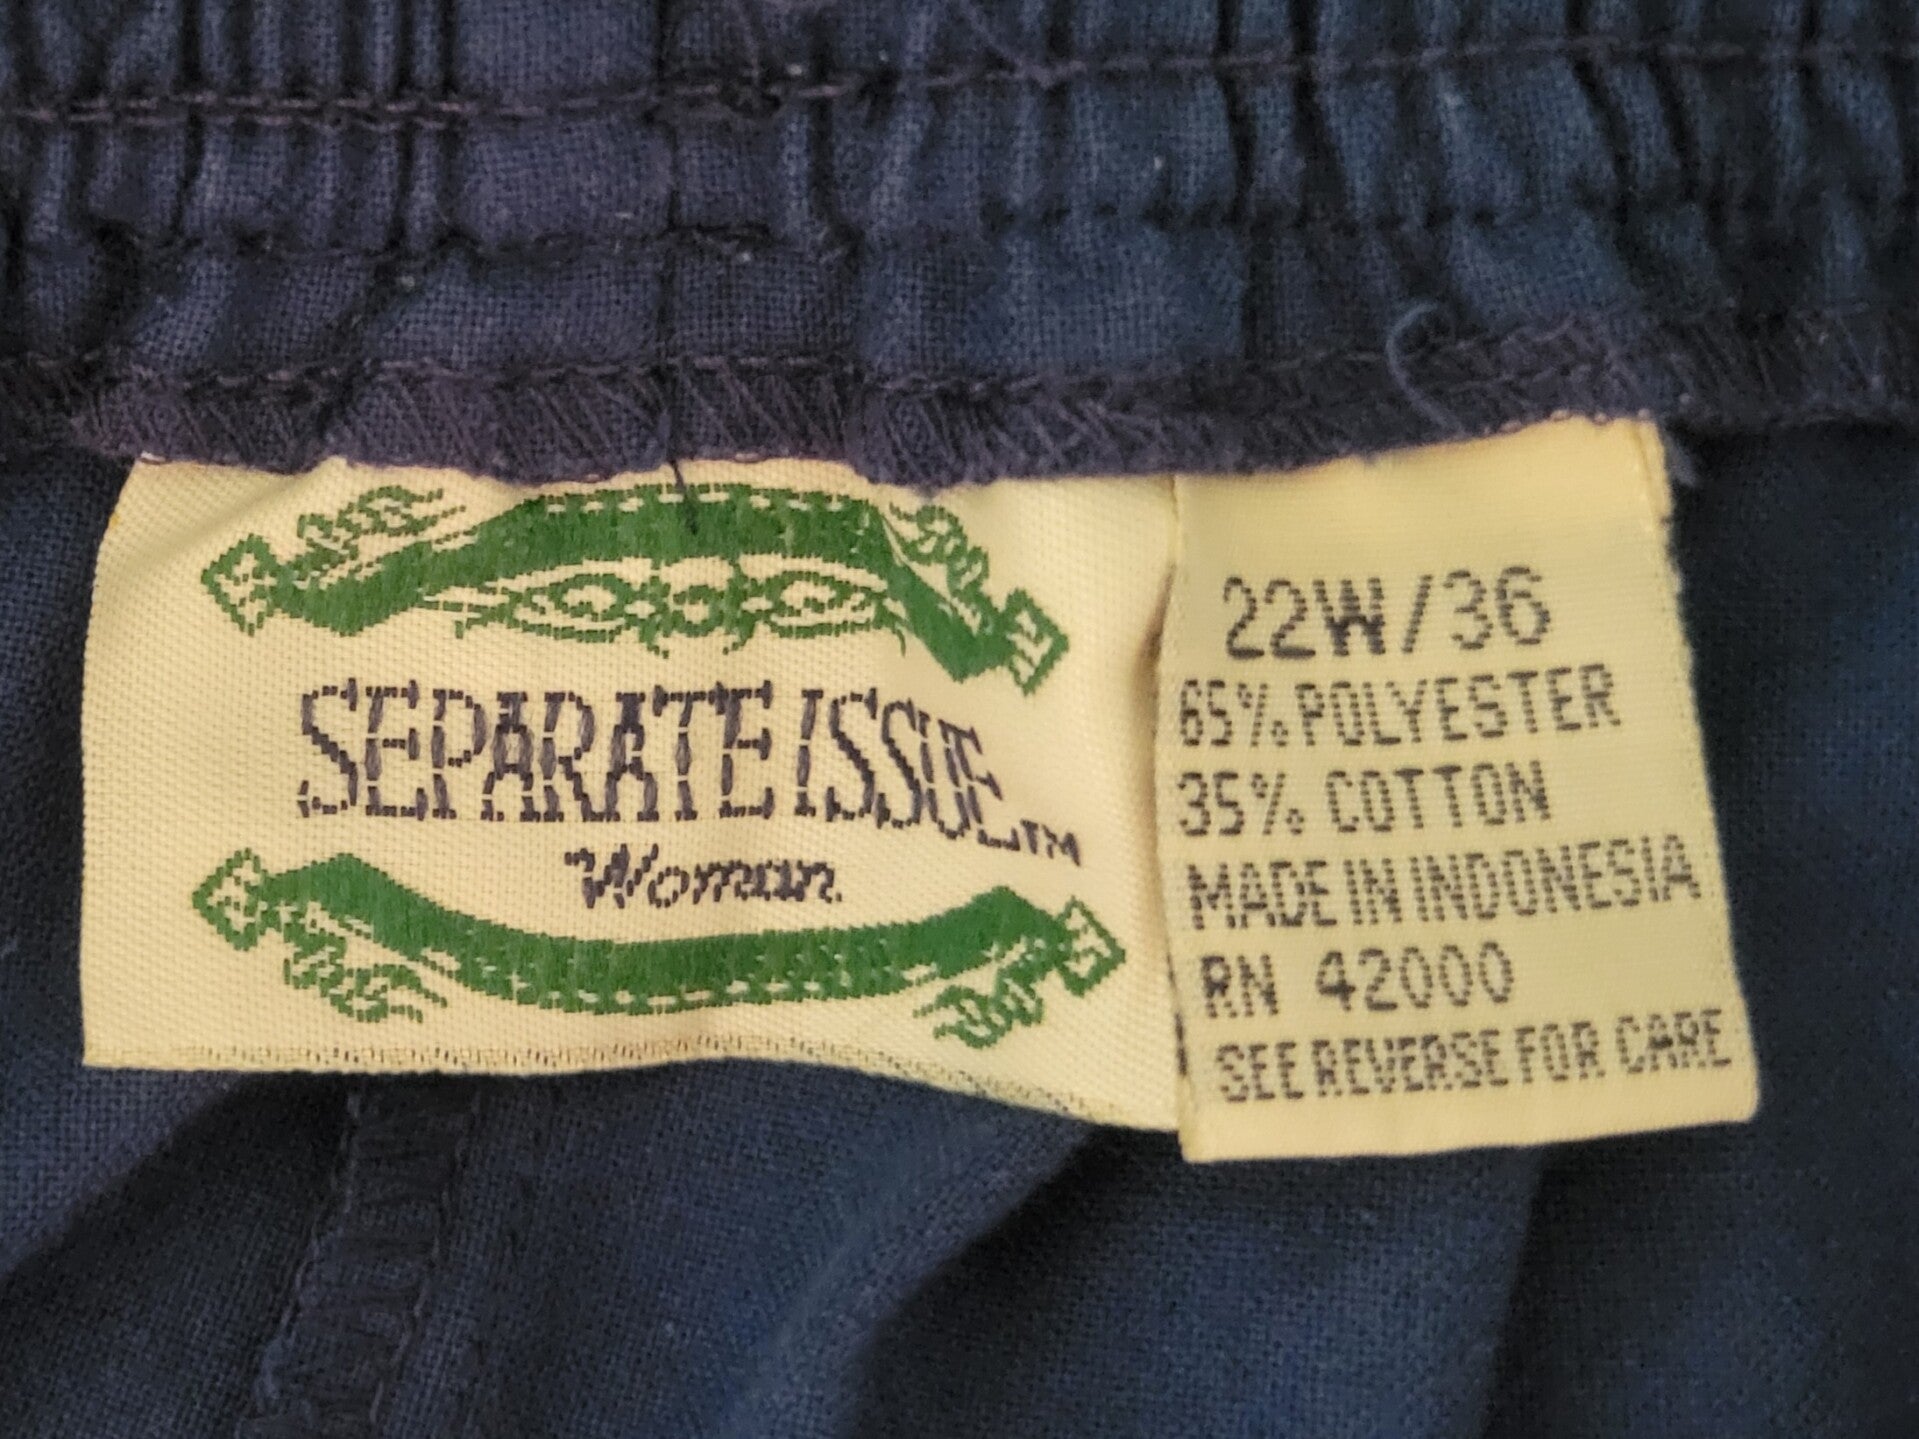 SEPARATE ISSUE™
Woman
22W/36
65% POLYESTER
35% COTTON
MADE IN INDONESIA
RN 42000
SEE REVERSE FOR CARE